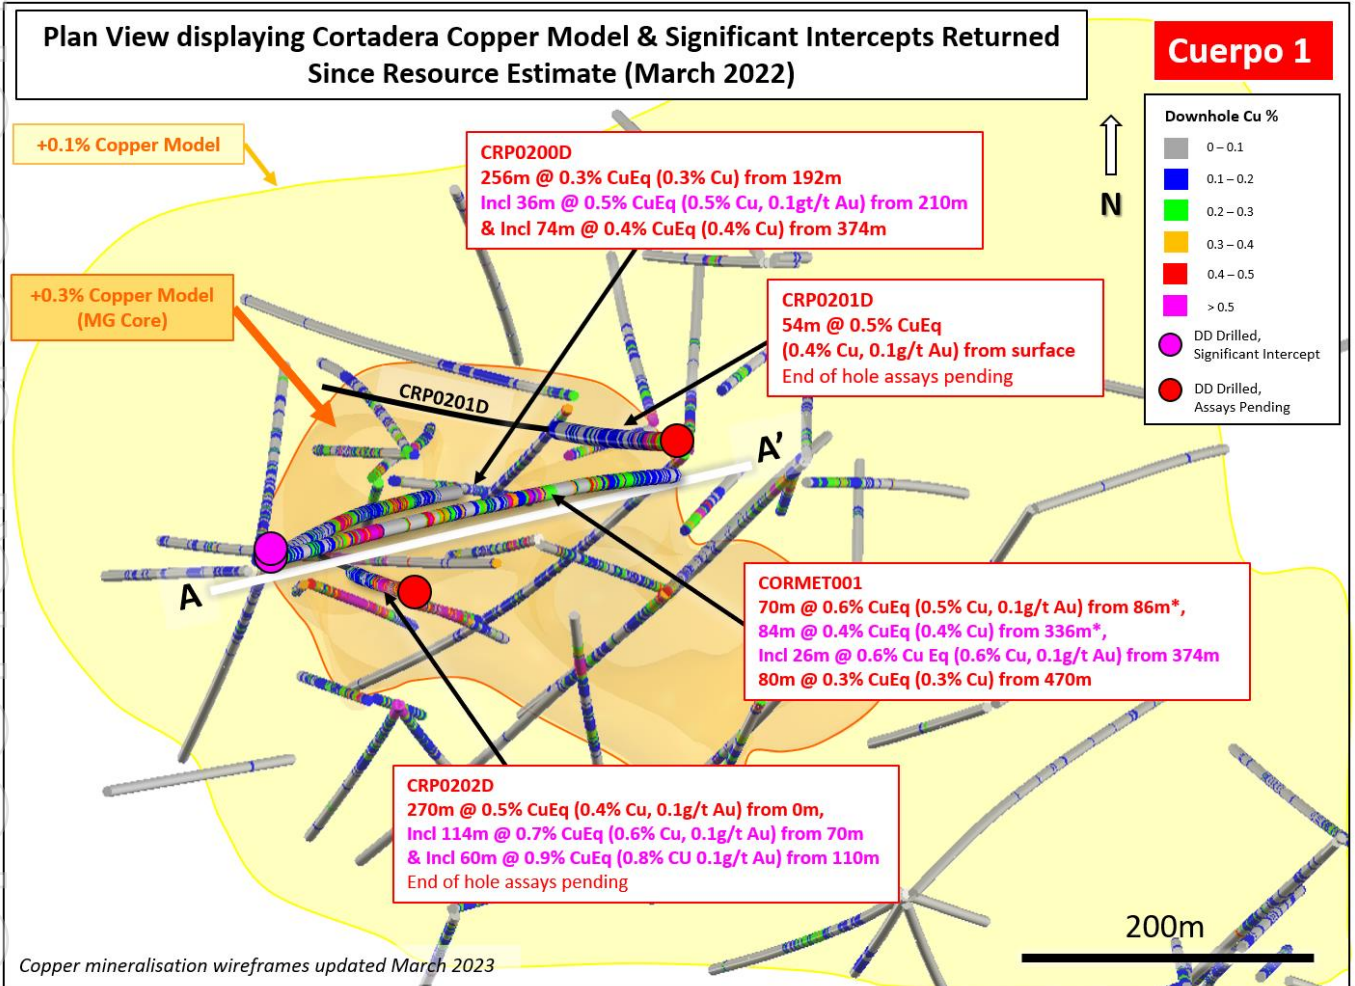 Plan View displaying Cortadera Copper Model & Significant Intercepts Returned
Since Resource Estimate (March 2022)
Cuerpo 1
Downhole Cu %
0 – 0.1
0.1 – 0.2
0.2 – 0.3
0.3 – 0.4
0.4 – 0.5
> 0.5
DD Drilled,
Significant Intercept
DD Drilled,
Assays Pending
N
+0.1% Copper Model
CRP0200D
256m @ 0.3% CuEq (0.3% Cu) from 192m
Incl 36m @ 0.5% CuEq (0.5% Cu, 0.1gt/t Au) from 210m
& Incl 74m @ 0.4% CuEq (0.4% Cu) from 374m
+0.3% Copper Model
(MG Core)
CRP0201D
54m @ 0.5% CuEq
(0.4% Cu, 0.1g/t Au) from surface
End of hole assays pending
CRP0201D
A'
A
CORMET001
70m @ 0.6% CuEq (0.5% Cu, 0.1g/t Au) from 86m*,
84m @ 0.4% CuEq (0.4% Cu) from 336m*,
Incl 26m @ 0.6% Cu Eq (0.6% Cu, 0.1g/t Au) from 374m
80m @ 0.3% CuEq (0.3% Cu) from 470m
CRP0202D
270m @ 0.5% CuEq (0.4% Cu, 0.1g/t Au) from 0m,
Incl 114m @ 0.7% CuEq (0.6% Cu, 0.1g/t Au) from 70m
& Incl 60m @ 0.9% CuEq (0.8% CU 0.1g/t Au) from 110m
End of hole assays pending
200m
Copper mineralisation wireframes updated March 2023